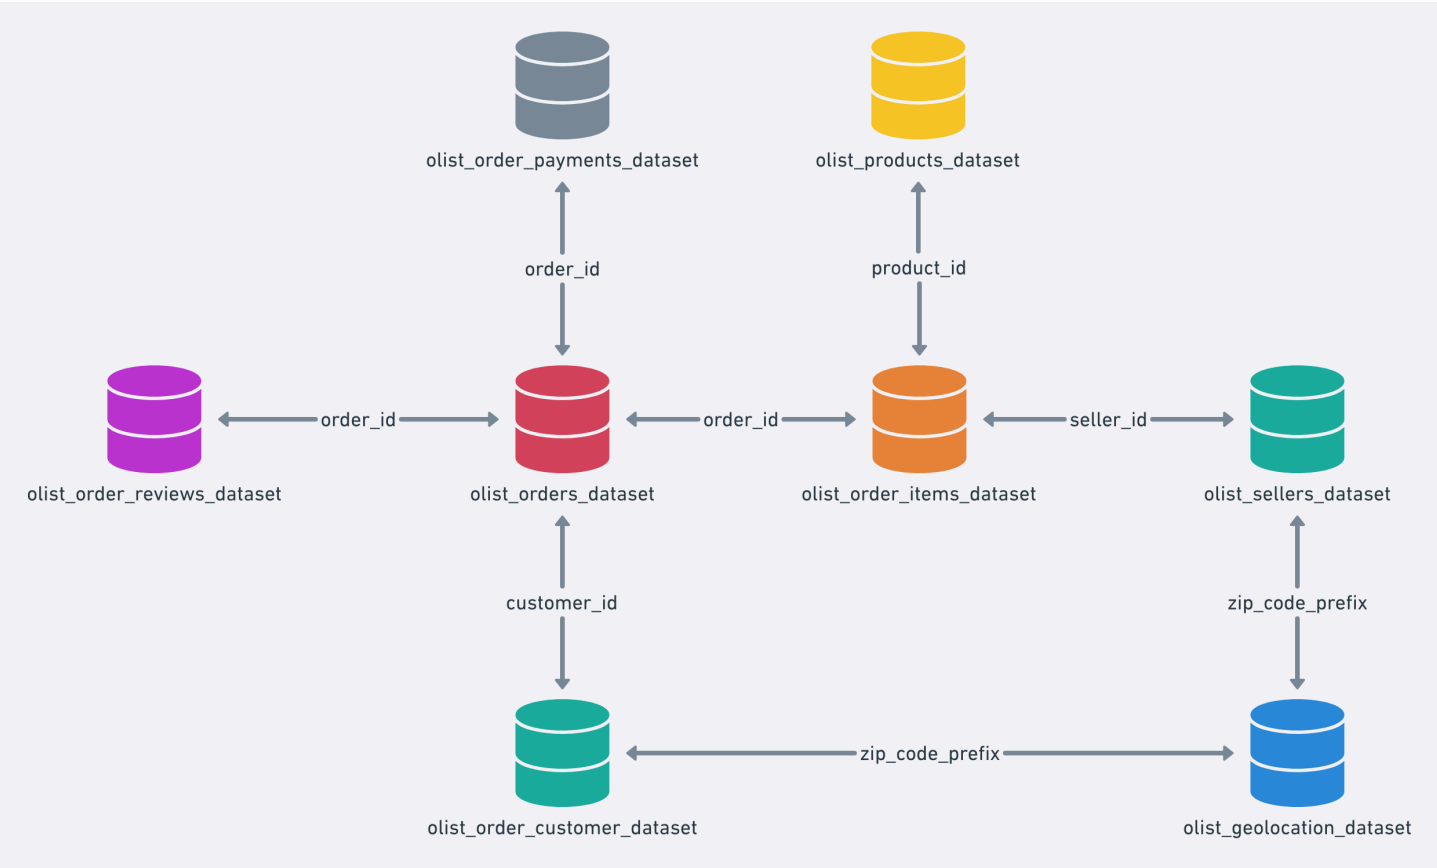 olist_order_payments_dataset
olist_products_dataset
order_id
product_id
order_id
order_id
seller_id
olist_order_reviews_dataset
olist_orders_dataset
olist_order_items_dataset
olist_sellers_dataset
customer_id
zip_code_prefix
zip_code_prefix
olist_order_customer_dataset
olist_geolocation_dataset